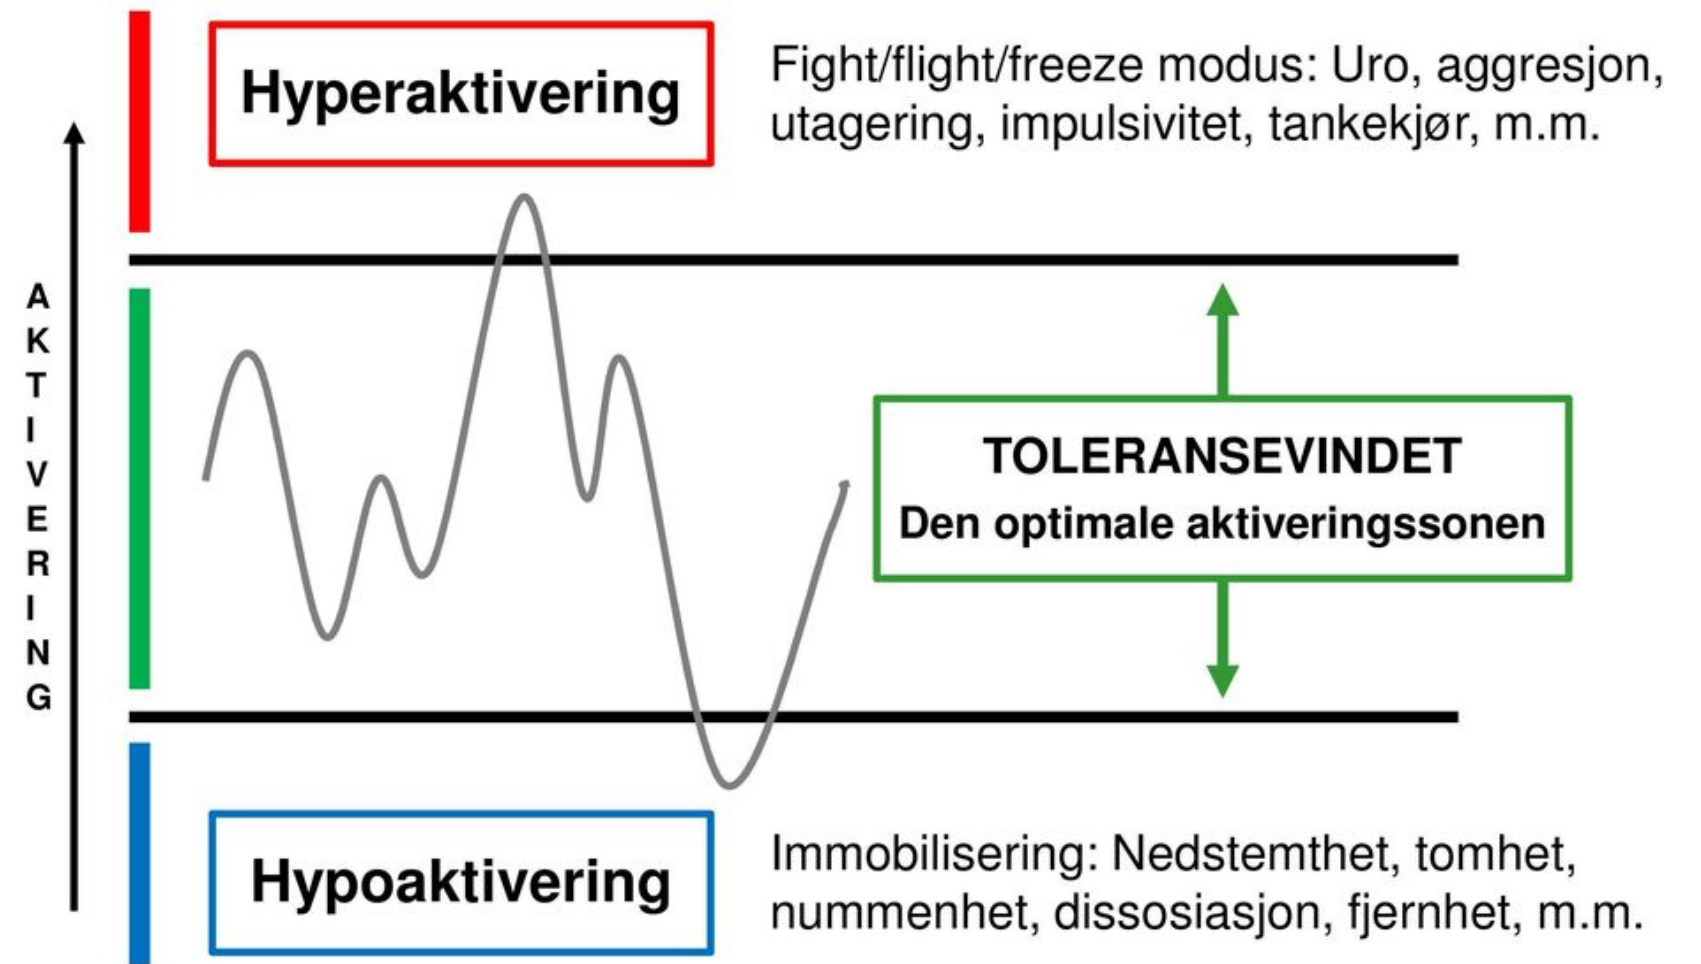 Hyperaktivering
Fight/flight/freeze modus: Uro, aggresjon,
utagering, impulsivitet, tankekjør, m.m.
AKTIVERING
TOLERANSEVINDET
Den optimale aktiveringssonen
Hypoaktivering
Immobilisering: Nedstemthet, tomhet,
nummenhet, dissosiasjon, fjernhet, m.m.